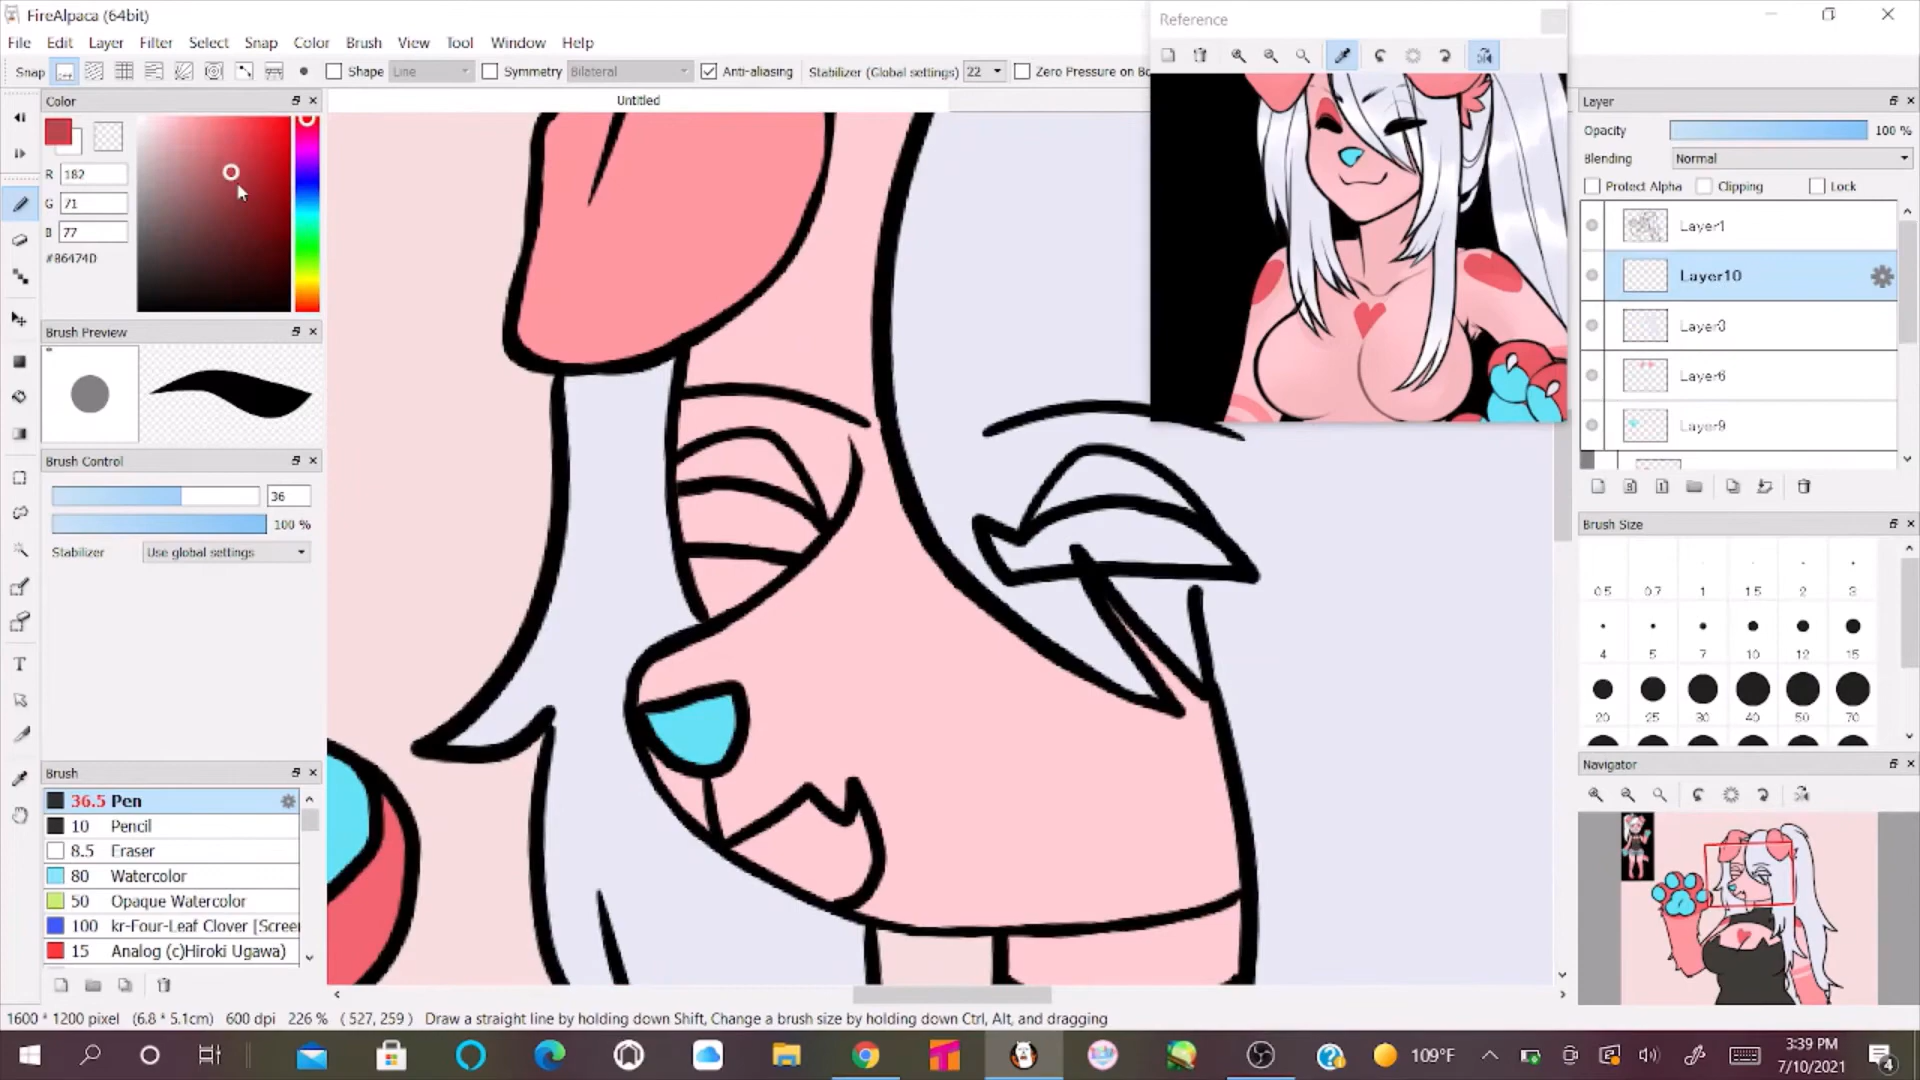 FireAlpaca (64bit)
File Edit Layer Filter Select Snap Color Brush View Tool Window Help
Snap Shape Line Symmetry Bilateral Anti-aliasing Stabilizer (Global settings) 22 Zero Pressure on Bo
Reference
Color
R 182
G 71
B 77
#B6474D
Brush Preview
Brush Control
36
100 %
Stabilizer Use global settings
Brush
36.5 Pen
10 Pencil
8.5 Eraser
80 Watercolor
50 Opaque Watercolor
100 kr-Four-Leaf Clover [Screen
15 Analog (c)Hiroki Ugawa)
Untitled
Layer
Opacity 100 %
Blending Normal
Protect Alpha Clipping Lock
Layer1
Layer10
Layer3
Layer6
Layer9
Brush Size
0.5 0.7 1 1.5 2 3
4 5 7 10 12 15
20 25 30 40 50 70
Navigator
1600 * 1200 pixel (6.8 * 5.1cm) 600 dpi 226 % ( 527, 259 ) Draw a straight line by holding down Shift, Change a brush size by holding down Ctrl, Alt, and dragging
109°F
3:39 PM
7/10/2021
4